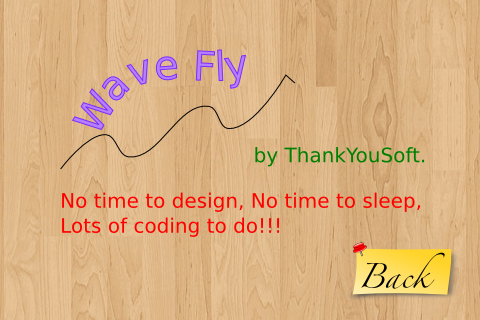 Wave Fly
by ThankYouSoft.
No time to design, No time to sleep,
Lots of coding to do!!!
Back